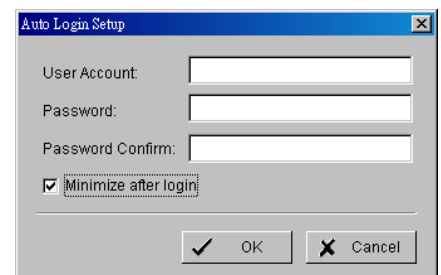 Auto Login Setup
User Account:
Password:
Password Confirm:
Minimize after login
OK
Cancel